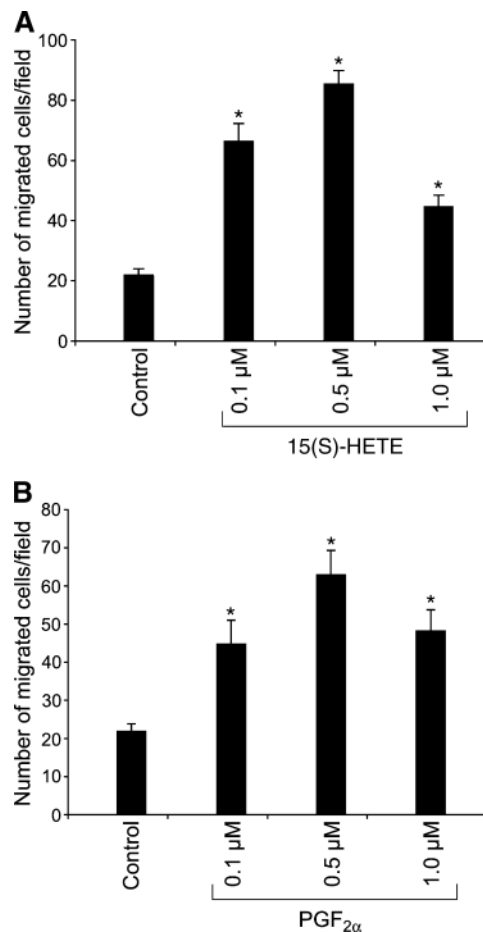 A
Number of migrated cells/field
100
80
60
40
20
0
*
*
*
Control
0.1 µM
0.5 µM
1.0 µM
15(S)-HETE
B
Number of migrated cells/field
80
70
60
50
40
30
20
10
0
*
*
*
Control
0.1 µM
0.5 µM
1.0 µM
PGF2α